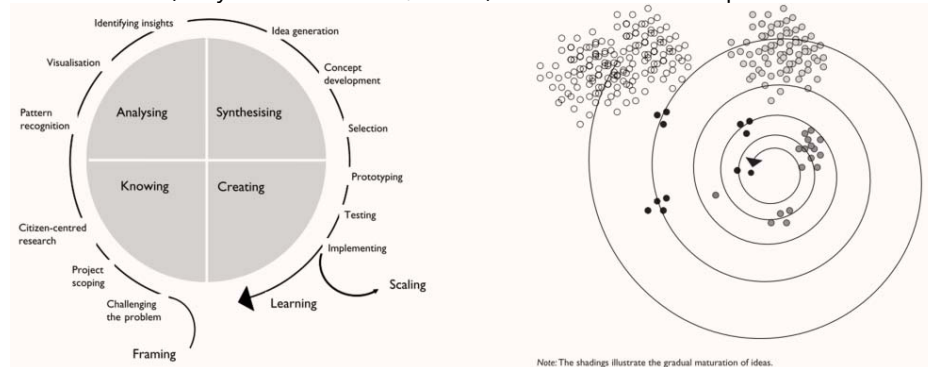 Identifying insights
Idea generation
Visualisation
Concept
development
Pattern
recognition
Analysing
Synthesising
Selection
Knowing
Creating
Prototyping
Testing
Citizen-centred
research
Implementing
Project
scoping
Scaling
Challenging
the problem
Learning
Framing
Note: The shadings illustrate the gradual maturation of ideas.